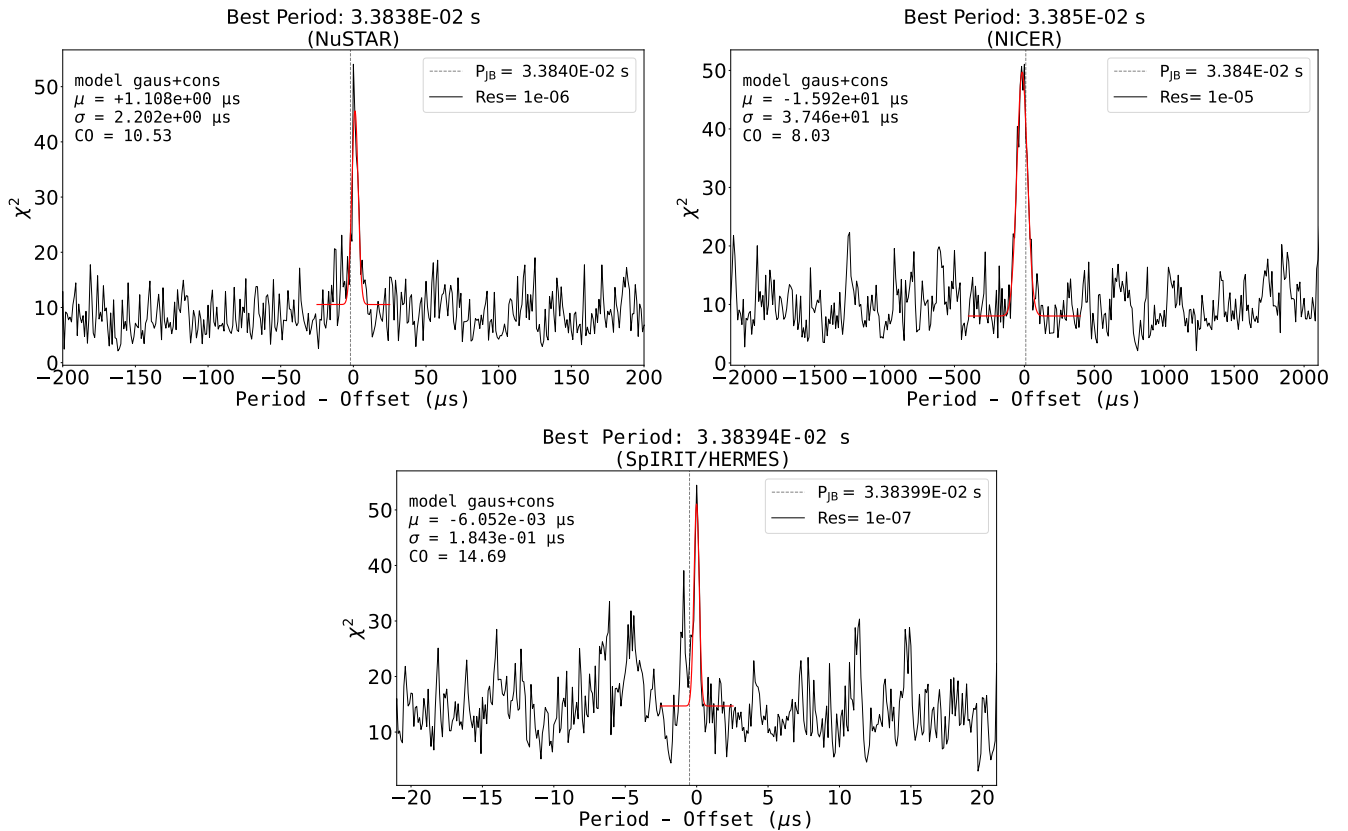 Best Period: 3.3838E-02 s
(NuSTAR)
model gaus+cons
μ = +1.108e+00 μs
σ = 2.202e+00 μs
CO = 10.53
P_JB = 3.3840E-02 s
Res= 1e-06
χ²
50
40
30
20
10
0
−200 −150 −100 −50 0 50 100 150 200
Period - Offset (μs)
Best Period: 3.385E-02 s
(NICER)
model gaus+cons
μ = -1.592e+01 μs
σ = 3.746e+01 μs
CO = 8.03
P_JB = 3.384E-02 s
Res= 1e-05
χ²
50
40
30
20
10
0
−2000 −1500 −1000 −500 0 500 1000 1500 2000
Period - Offset (μs)
Best Period: 3.38394E-02 s
(SpIRIT/HERMES)
model gaus+cons
μ = -6.052e-03 μs
σ = 1.843e-01 μs
CO = 14.69
P_JB = 3.38399E-02 s
Res= 1e-07
χ²
50
40
30
20
10
−20 −15 −10 −5 0 5 10 15 20
Period - Offset (μs)